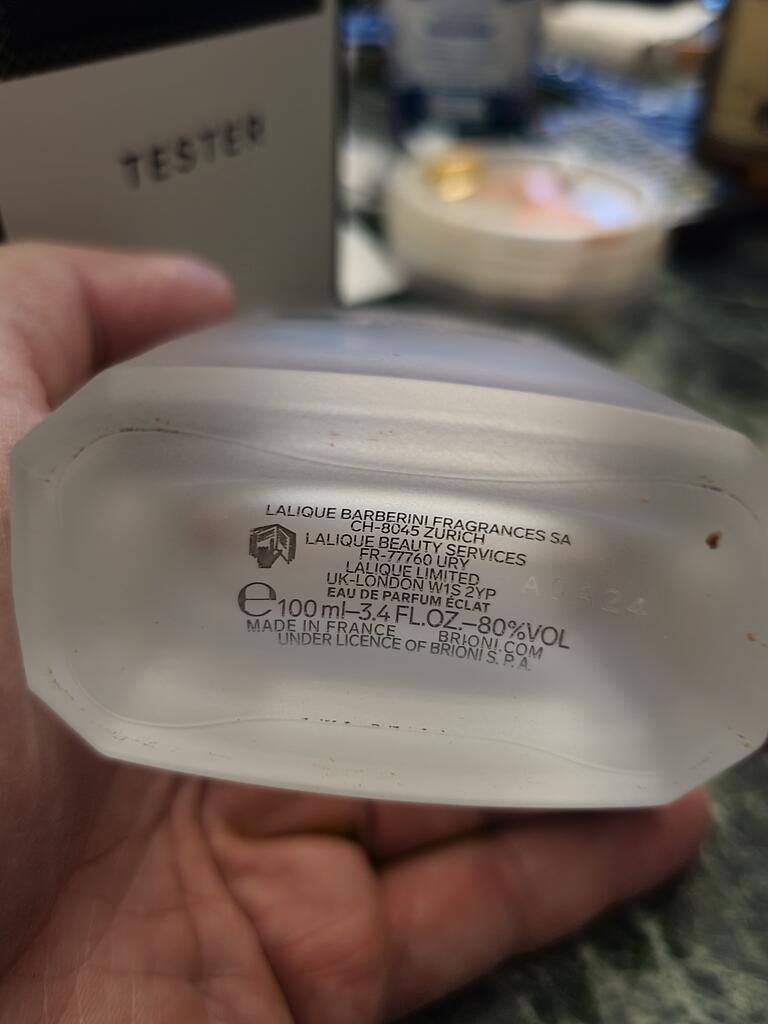 TESTER
LALIQUE BARBERINI FRAGRANCES SA
CH-8045 ZURICH
LALIQUE BEAUTY SERVICES
FR-77760 URY
LALIQUE LIMITED
UK-LONDON W1S 2YP
EAU DE PARFUM ÉCLAT
℮ 100 ml–3.4 FL.OZ.–80%VOL
MADE IN FRANCE BRIONI.COM
UNDER LICENCE OF BRIONI S.P.A.